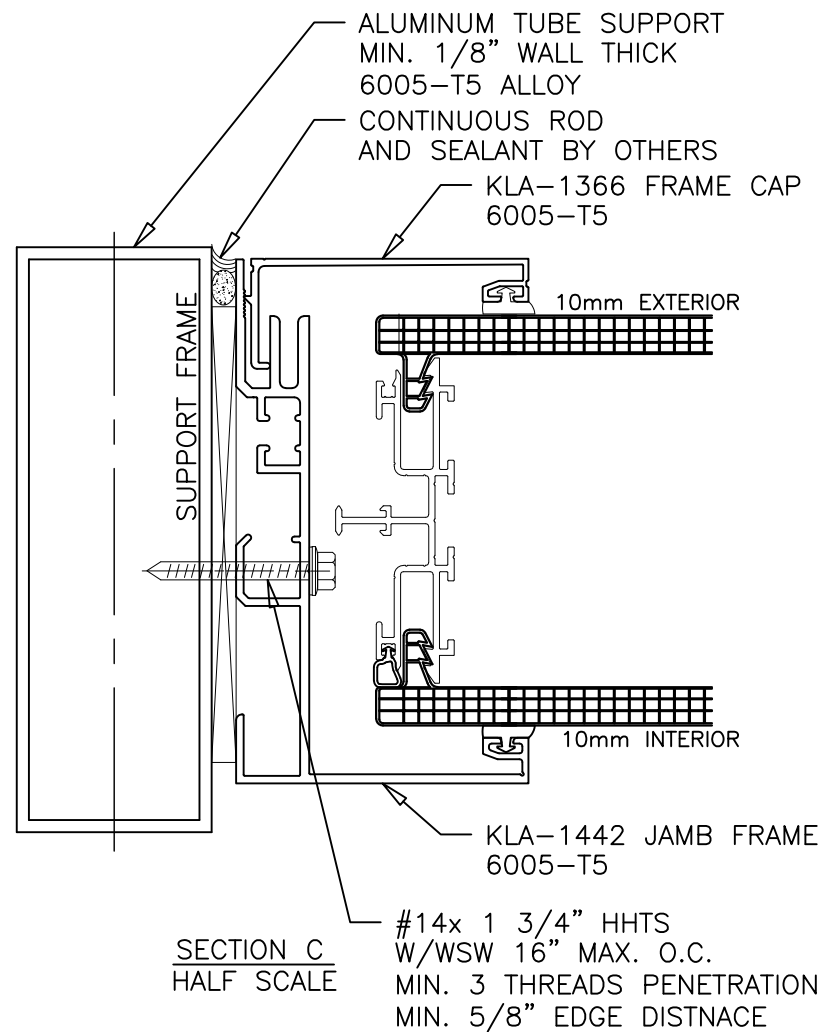 ALUMINUM TUBE SUPPORT
MIN. 1/8” WALL THICK
6005-T5 ALLOY
CONTINUOUS ROD
AND SEALANT BY OTHERS
KLA-1366 FRAME CAP
6005-T5
10mm EXTERIOR
SUPPORT FRAME
10mm INTERIOR
KLA-1442 JAMB FRAME
6005-T5
#14x 1 3/4” HHTS
W/WSW 16” MAX. O.C.
MIN. 3 THREADS PENETRATION
MIN. 5/8” EDGE DISTNACE
SECTION C
HALF SCALE